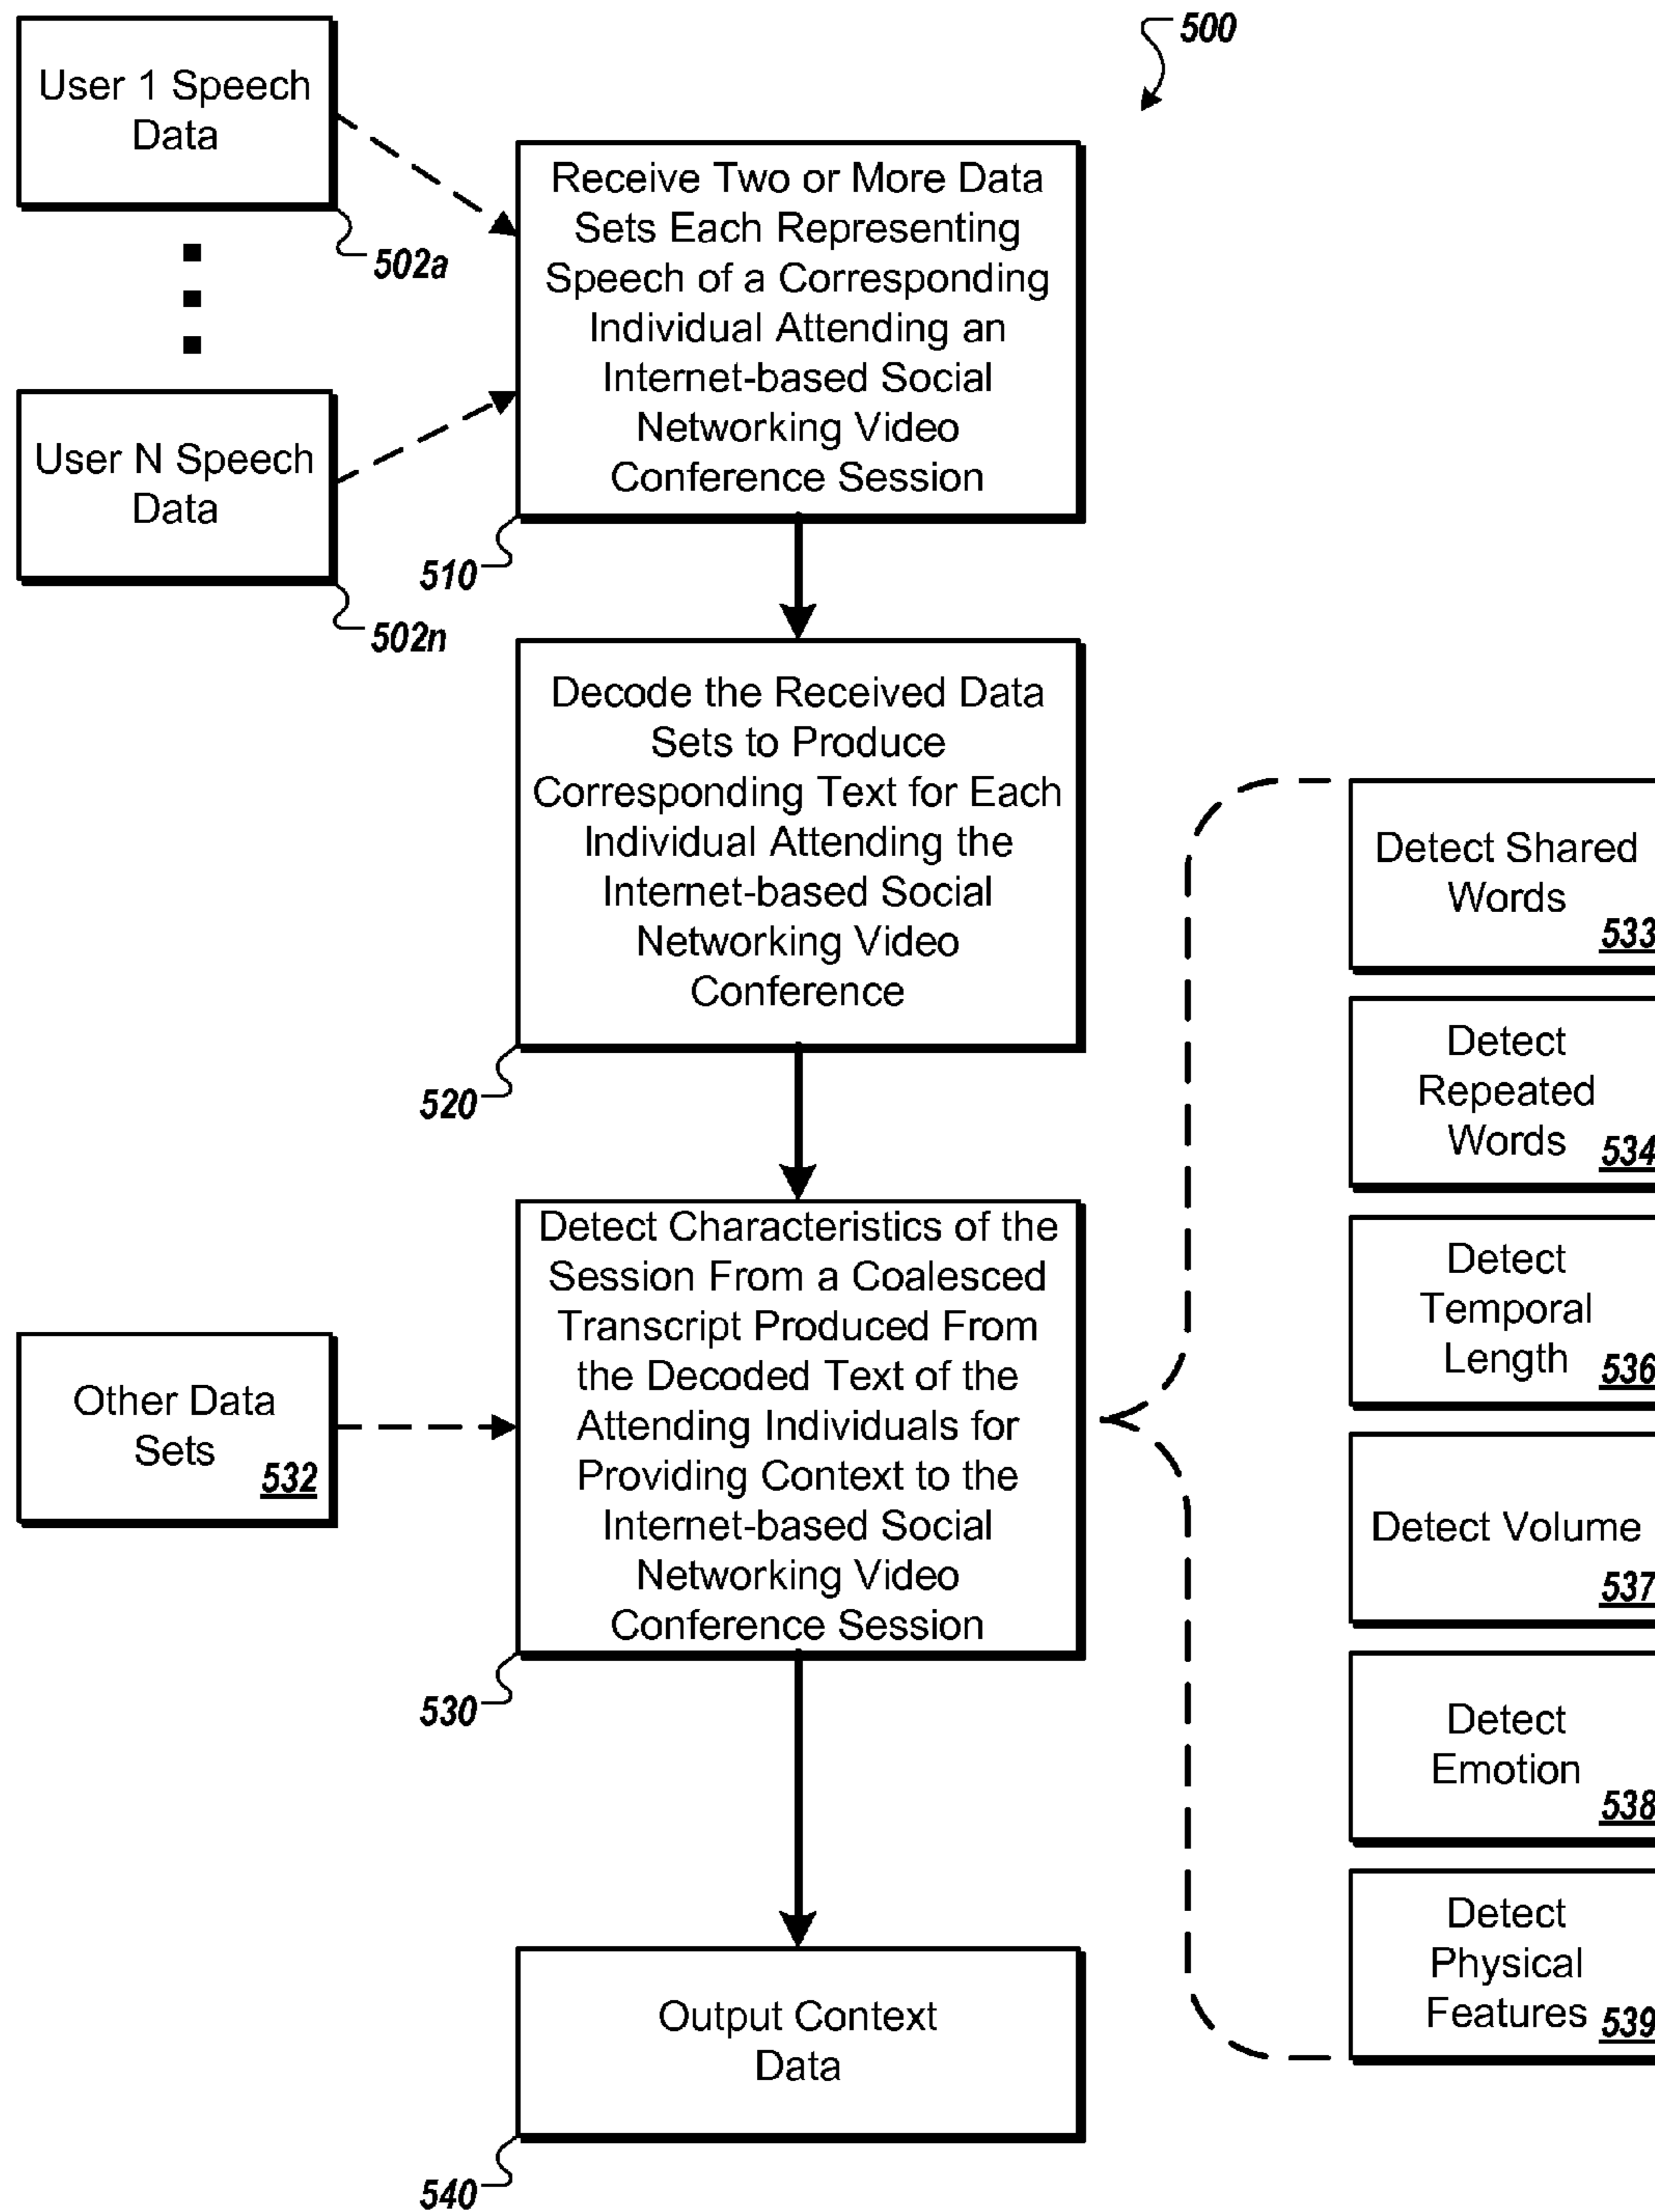 500
User 1 Speech
Data
502a
User N Speech
Data
502n
Receive Two or More Data
Sets Each Representing
Speech of a Corresponding
Individual Attending an
Internet-based Social
Networking Video
Conference Session
510
Decode the Received Data
Sets to Produce
Corresponding Text for Each
Individual Attending the
Internet-based Social
Networking Video
Conference
520
Other Data
Sets
532
Detect Characteristics of the
Session From a Coalesced
Transcript Produced From
the Decoded Text of the
Attending Individuals for
Providing Context to the
Internet-based Social
Networking Video
Conference Session
530
Detect Shared
Words
533
Detect
Repeated
Words
534
Detect
Temporal
Length
536
Detect Volume
537
Detect
Emotion
538
Detect
Physical
Features
539
Output Context
Data
540